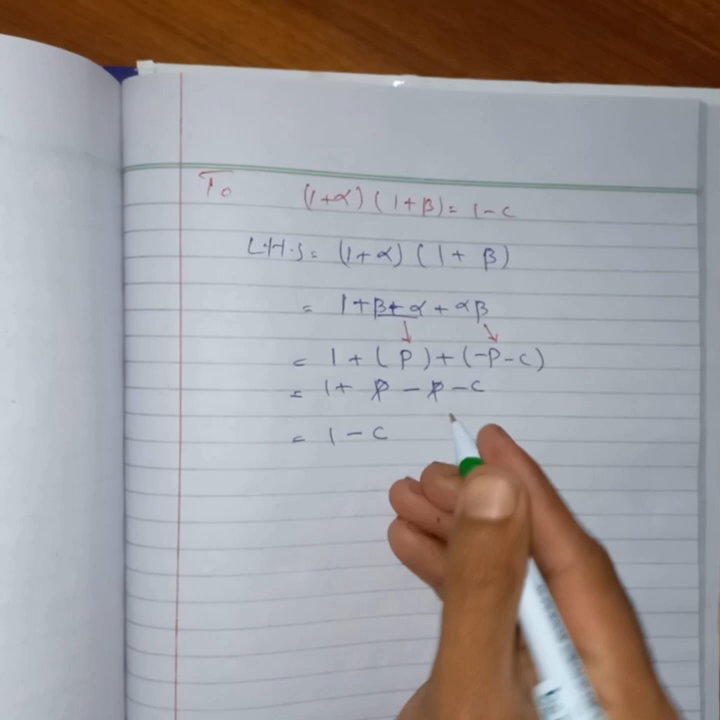 To (1+α) (1+β) = 1-c
L.H.S = (1+α) (1+ β)
= 1+β+α+αβ
= 1+(P)+(-P-c)
= 1+ P - P - c
= 1-c